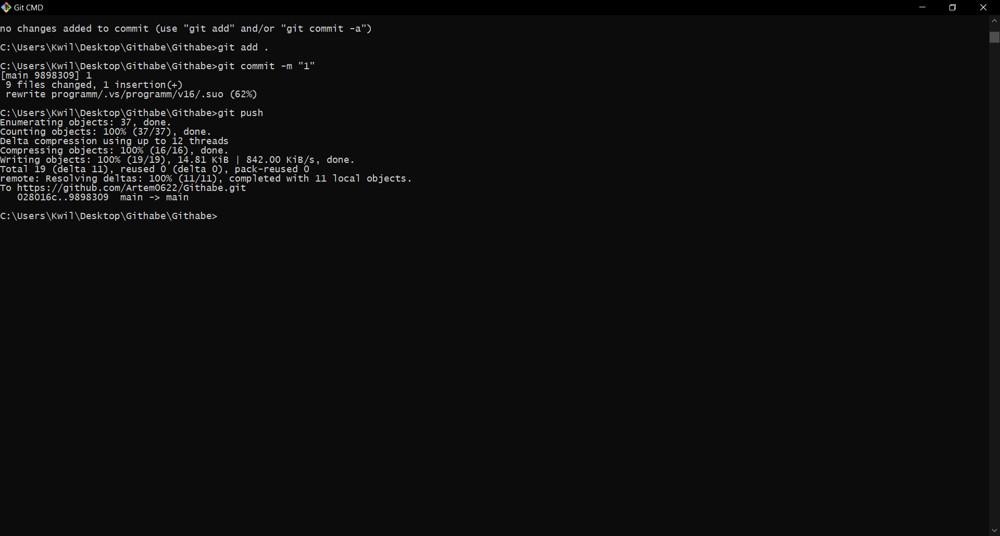 Git CMD
no changes added to commit (use "git add" and/or "git commit -a")
C:\Users\Kwil\Desktop\Githabe\Githabe>git add .
C:\Users\Kwil\Desktop\Githabe\Githabe>git commit -m "1"
[main 9898309] 1
 9 files changed, 1 insertion(+)
 rewrite programm/.vs/programm/v16/.suo (62%)
C:\Users\Kwil\Desktop\Githabe\Githabe>git push
Enumerating objects: 37, done.
Counting objects: 100% (37/37), done.
Delta compression using up to 12 threads
Compressing objects: 100% (16/16), done.
Writing objects: 100% (19/19), 14.81 KiB | 842.00 KiB/s, done.
Total 19 (delta 11), reused 0 (delta 0), pack-reused 0
remote: Resolving deltas: 100% (11/11), completed with 11 local objects.
To https://github.com/Artem0622/Githabe.git
   028016c..9898309  main -> main
C:\Users\Kwil\Desktop\Githabe\Githabe>